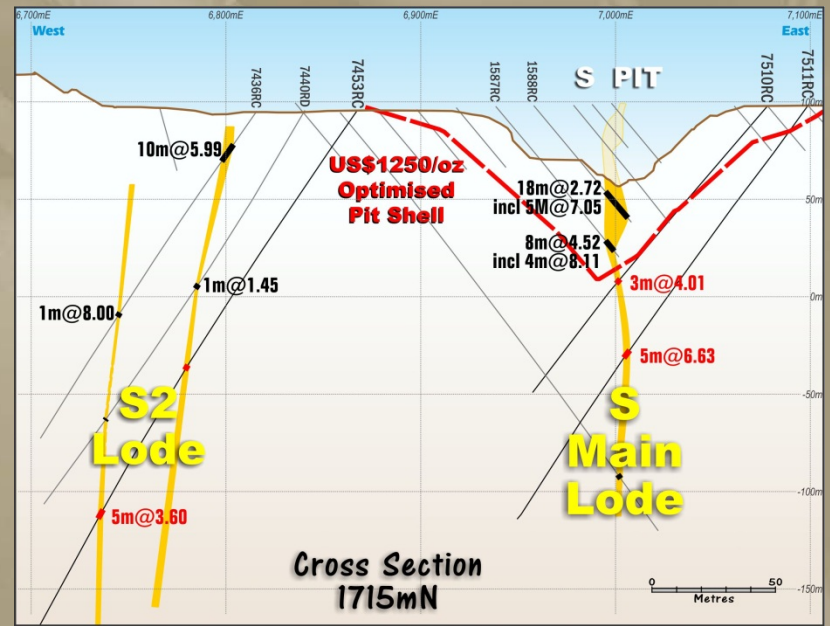 6,700mE
6,800mE
6,900mE
7,000mE
7,100mE
West
East
7436RC
7440RD
7453RC
1587RC
1588RC
S PIT
7510RC
7511RC
100m
10m@5.99
US$1250/oz
Optimised
Pit Shell
18m@2.72
incl 5M@7.05
50m
8m@4.52
incl 4m@8.11
1m@1.45
3m@4.01
0m
1m@8.00
5m@6.63
S2
Lode
S
Main
Lode
-50m
-100m
5m@3.60
Cross Section
1715mN
0
50
Metres
-150m